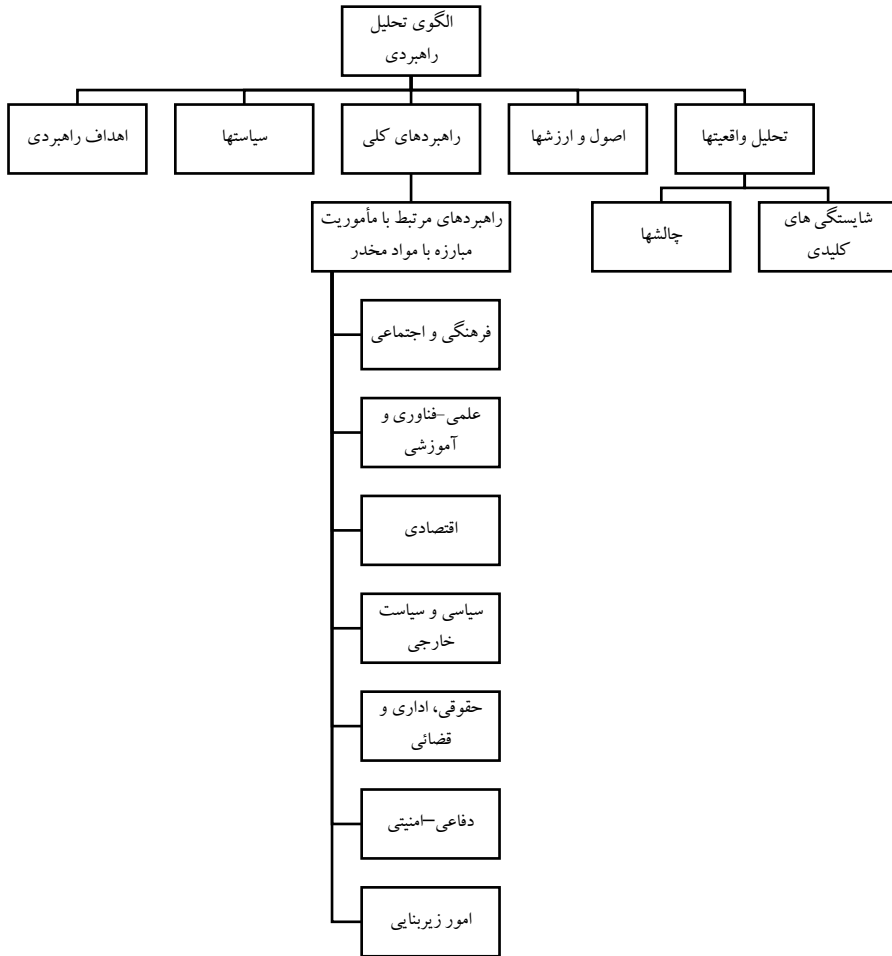 الگوی تحلیل
راهبردی
تحلیل واقعیتها
اصول و ارزشها
راهبردهای کلی
سیاستها
اهداف راهبردی
شایستگی های
کلیدی
چالشها
راهبردهای مرتبط با مأموریت
مبارزه با مواد مخدر
فرهنگی و اجتماعی
علمی-فناوری و
آموزشی
اقتصادی
سیاسی و سیاست
خارجی
حقوقی، اداری و
قضائی
دفاعی–امنیتی
امور زیربنایی